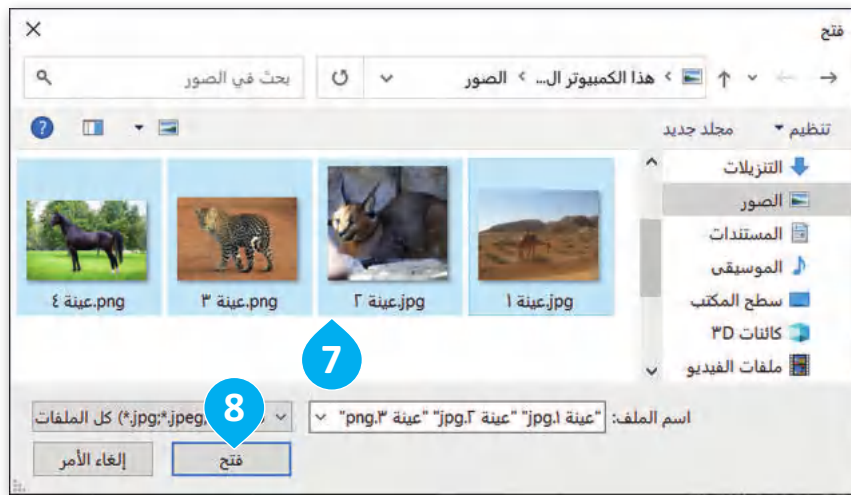 فتح
هذا الكمبيوتر ال... › الصور
بحث في الصور
تنظيم
مجلد جديد
التنزيلات
الصور
المستندات
الموسيقى
سطح المكتب
كائنات 3D
ملفات الفيديو
عينة ١.jpg
عينة ٢.jpg
عينة ٣.png
عينة ٤.png
7
اسم الملف: "عينة ١.jpg" "عينة ٢.jpg" "عينة ٣.png"
كل الملفات (*.jpg;*.jpeg,
8
فتح
إلغاء الأمر